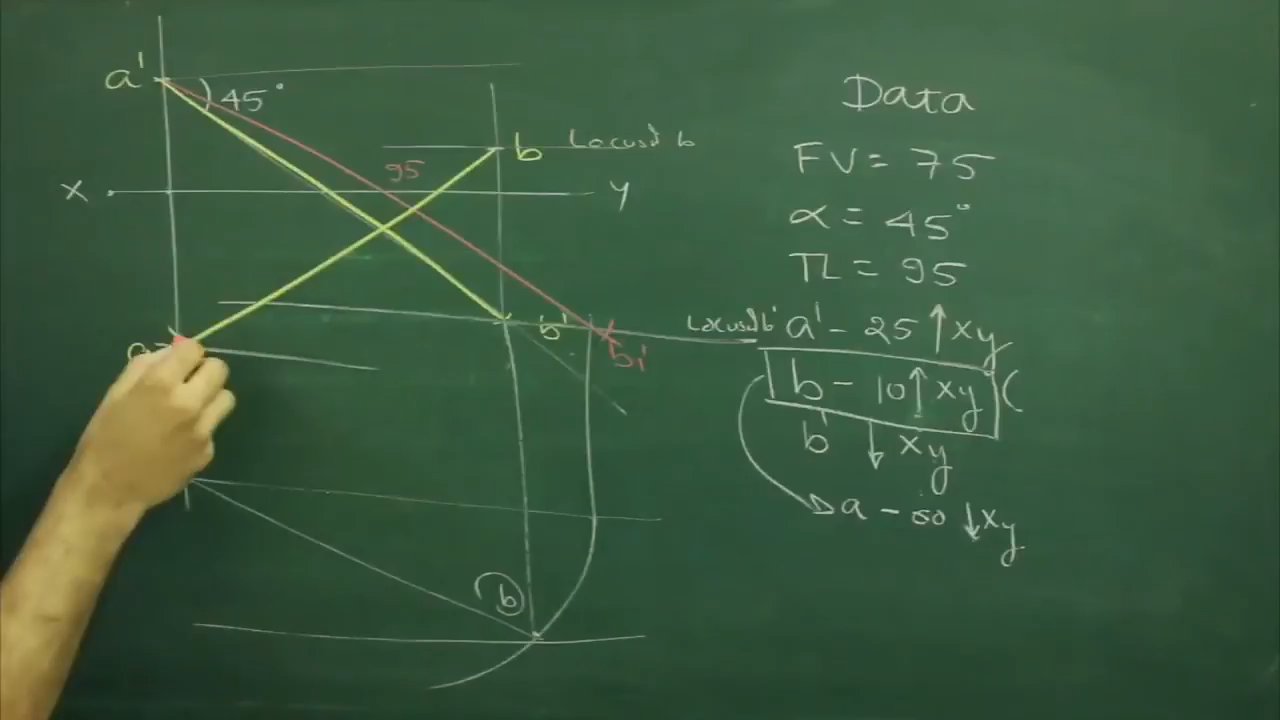 a'
45°
b
Locus of b
95
X
y
Locus of b'
b'
b₁'
a
b
Data
FV = 75
α = 45°
TL = 95
a' - 25 ↑ xy
b - 10 ↑ xy (
b' ↓ xy
a - 60 ↓ xy